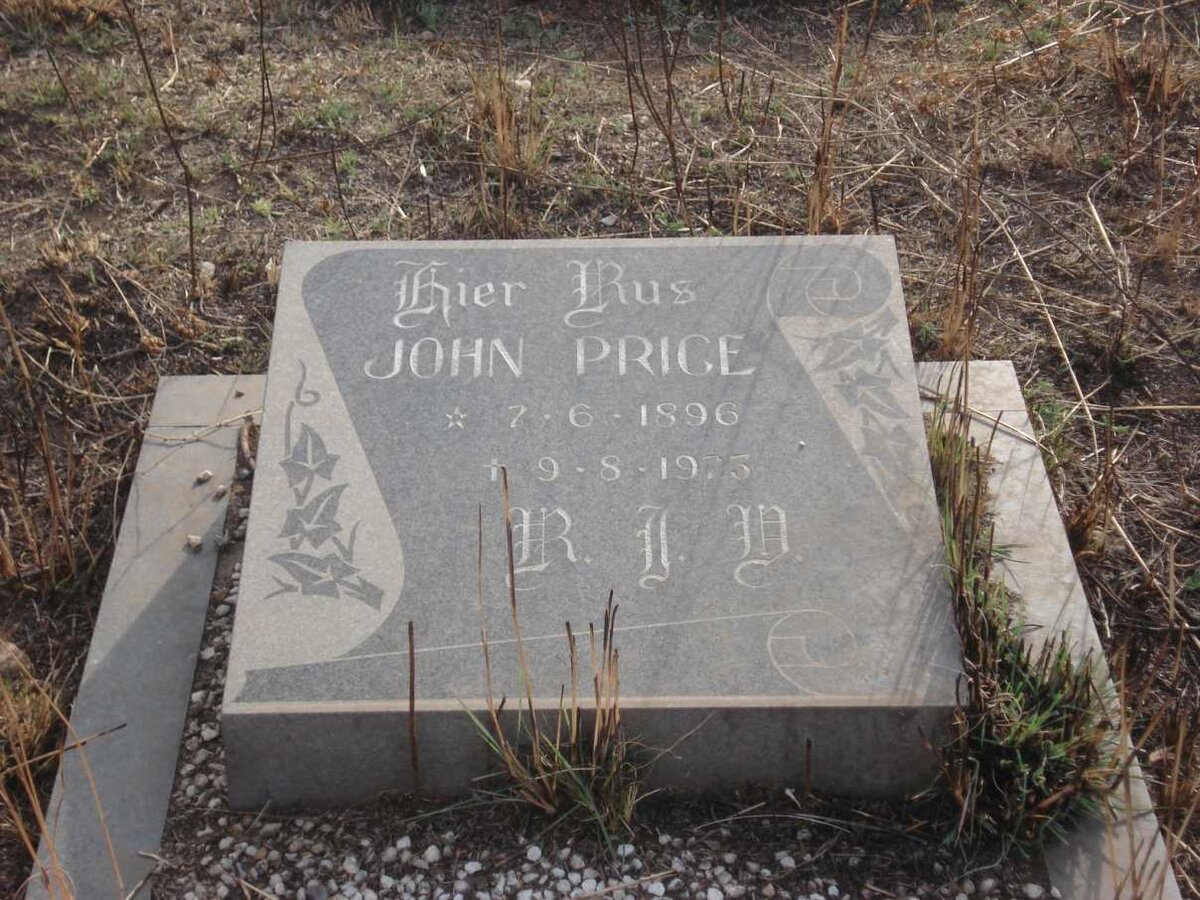 Hier Rus
JOHN PRICE
☆ 7·6·1896
† 9·8·1973
R.I.V.